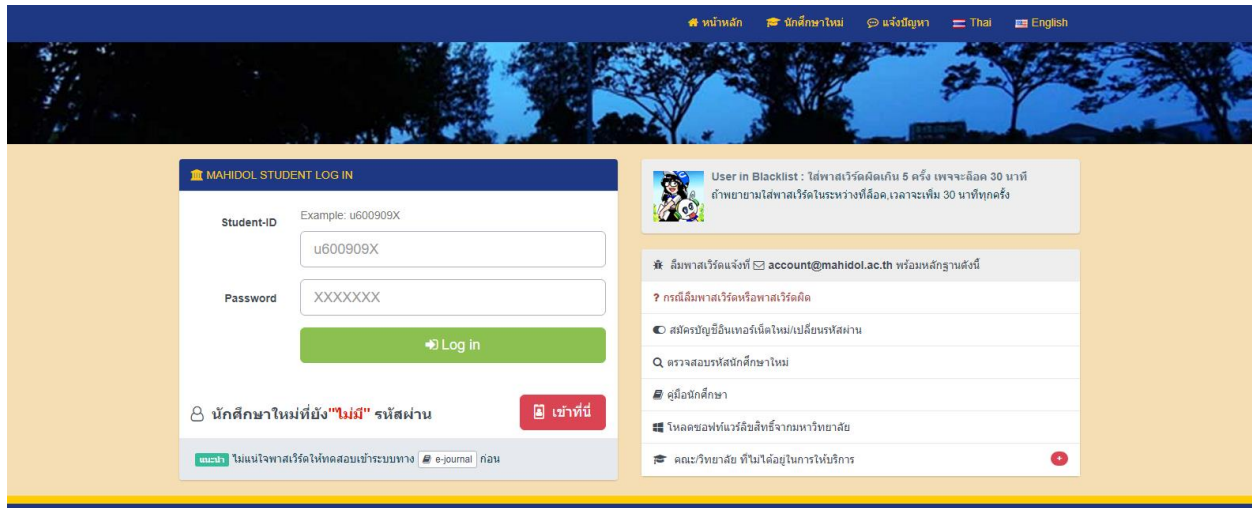 หน้าหลัก นักศึกษาใหม่ แจ้งปัญหา Thai English
MAHIDOL STUDENT LOG IN
Student-ID
Example: u600909X
u600909X
Password
XXXXXXX
Log in
นักศึกษาใหม่ที่ยัง"ไม่มี" รหัสผ่าน
เข้าที่นี่
แนะนำ ไม่แน่ใจพาสเวิร์ดให้ทดสอบเข้าระบบทาง e-journal ก่อน
User in Blacklist : ใส่พาสเวิร์ดผิดเกิน 5 ครั้ง เพจจะล็อค 30 นาที
ถ้าพยายามใส่พาสเวิร์ดในระหว่างที่ล็อค,เวลาจะเพิ่ม 30 นาทีทุกครั้ง
ลืมพาสเวิร์ดแจ้งที่ account@mahidol.ac.th พร้อมหลักฐานดังนี้
? กรณีลืมพาสเวิร์ดหรือพาสเวิร์ดผิด
สมัครบัญชีอินเทอร์เน็ตใหม่/เปลี่ยนรหัสผ่าน
ตรวจสอบรหัสนักศึกษาใหม่
คู่มือนักศึกษา
โหลดซอฟท์แวร์ลิขสิทธิ์จากมหาวิทยาลัย
คณะ/วิทยาลัย ที่ไม่ได้อยู่ในการให้บริการ +